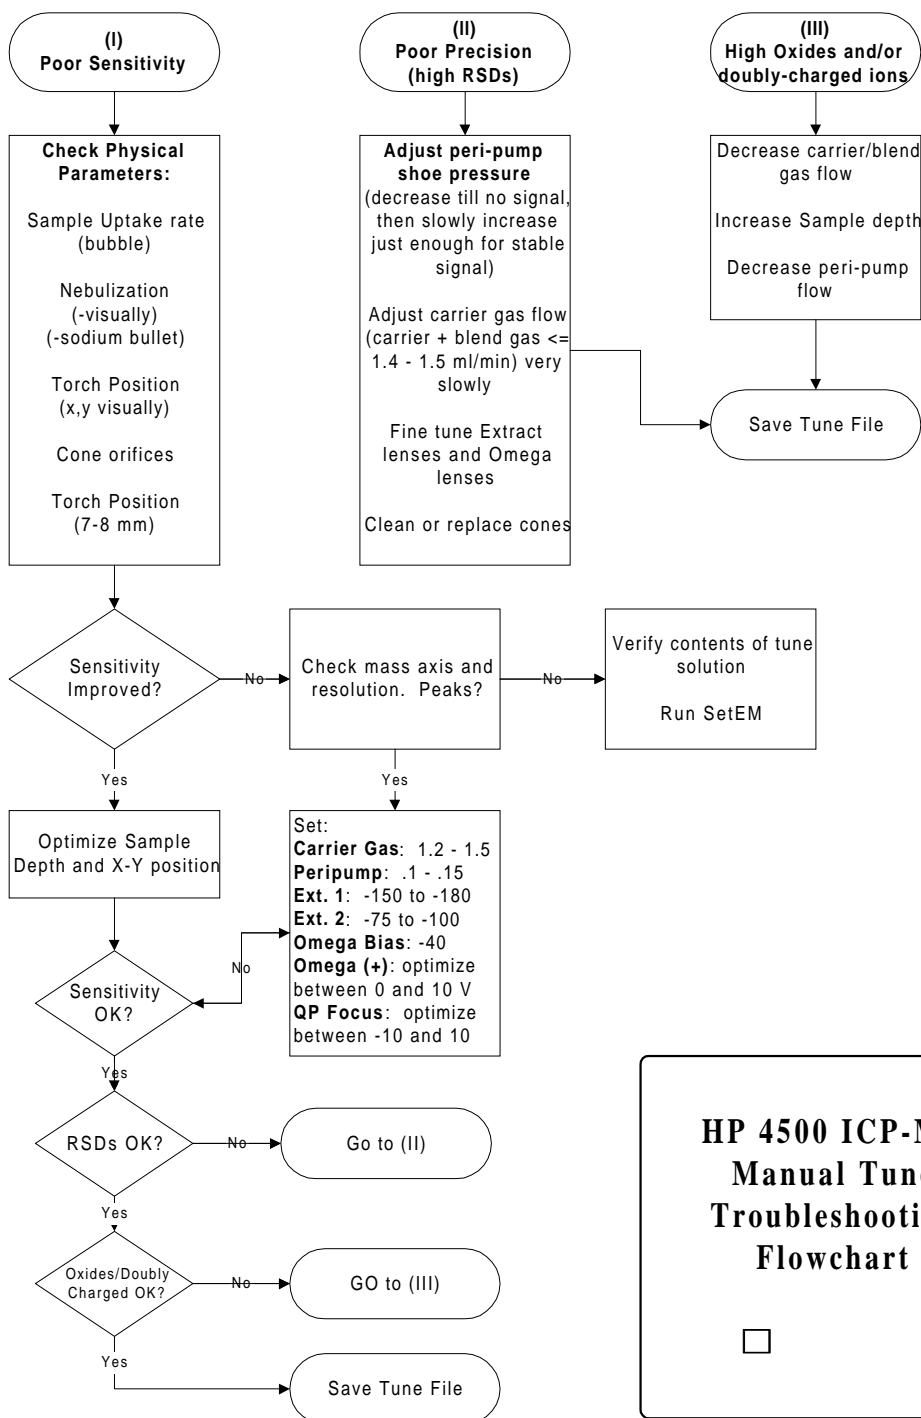 (I)
Poor Sensitivity
(II)
Poor Precision
(high RSDs)
(III)
High Oxides and/or
doubly-charged ions
Check Physical
Parameters:
Sample Uptake rate
(bubble)
Nebulization
(-visually)
(-sodium bullet)
Torch Position
(x,y visually)
Cone orifices
Torch Position
(7-8 mm)
Adjust peri-pump
shoe pressure
(decrease till no signal,
then slowly increase
just enough for stable
signal)
Adjust carrier gas flow
(carrier + blend gas <=
1.4 - 1.5 ml/min) very
slowly
Fine tune Extract
lenses and Omega
lenses
Clean or replace cones
Decrease carrier/blend
gas flow
Increase Sample depth
Decrease peri-pump
flow
Save Tune File
Sensitivity
Improved?
No
Check mass axis and
resolution. Peaks?
No
Verify contents of tune
solution
Run SetEM
Yes
Yes
Optimize Sample
Depth and X-Y position
Set:
Carrier Gas: 1.2 - 1.5
Peripump: .1 - .15
Ext. 1: -150 to -180
Ext. 2: -75 to -100
Omega Bias: -40
Omega (+): optimize
between 0 and 10 V
QP Focus: optimize
between -10 and 10
No
Sensitivity
OK?
Yes
RSDs OK?
No
Go to (II)
Yes
Oxides/Doubly
Charged OK?
No
GO to (III)
Yes
Save Tune File
HP 4500 ICP-M
Manual Tun
Troubleshooti
Flowchart